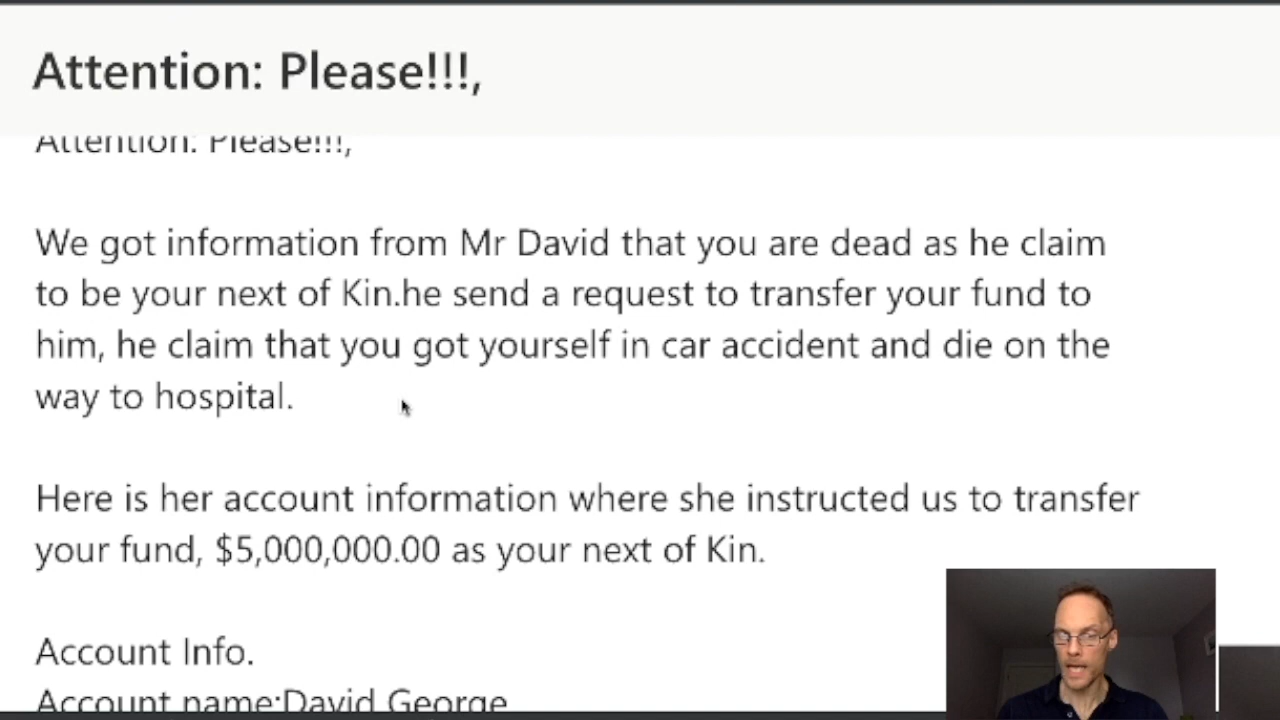 Attention: Please!!!,
Attention: Please!!!,
We got information from Mr David that you are dead as he claim
to be your next of Kin.he send a request to transfer your fund to
him, he claim that you got yourself in car accident and die on the
way to hospital.
Here is her account information where she instructed us to transfer
your fund, $5,000,000.00 as your next of Kin.
Account Info.
Account name:David George